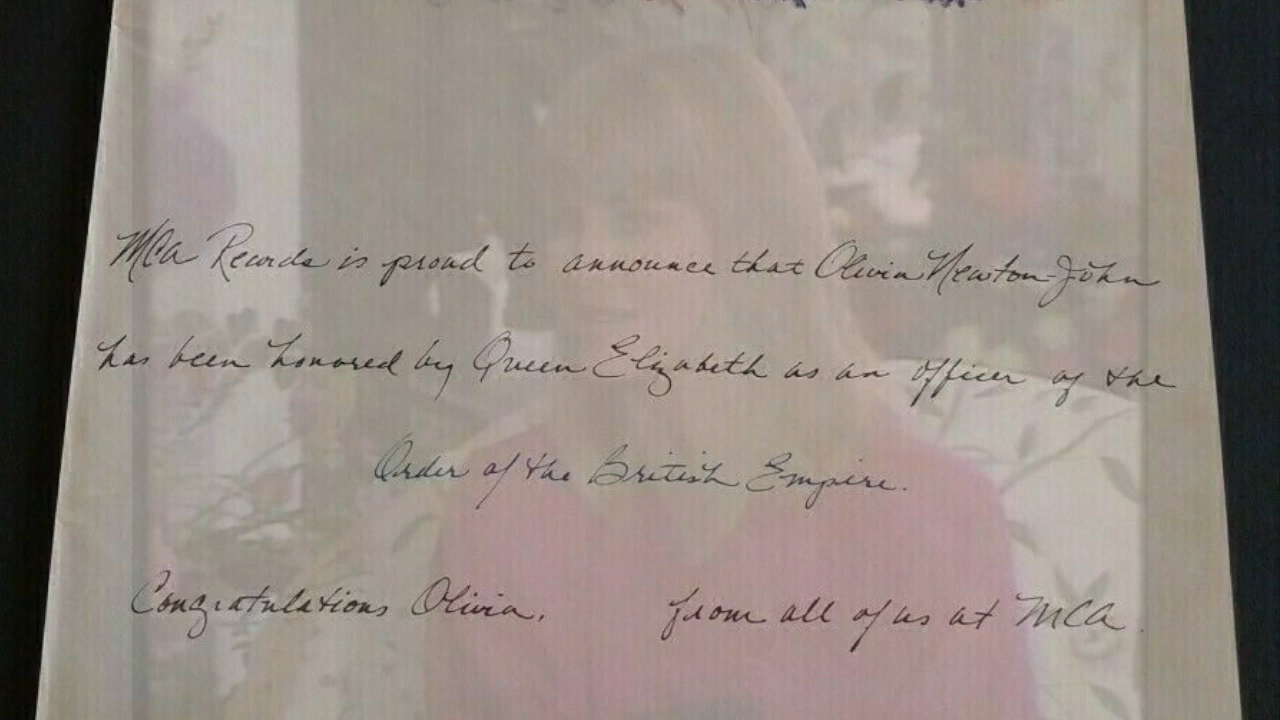 MCA Records is proud to announce that Olivia Newton-John
has been honored by Queen Elizabeth as an officer of the
Order of the British Empire.
Congratulations Olivia, from all of us at MCA.